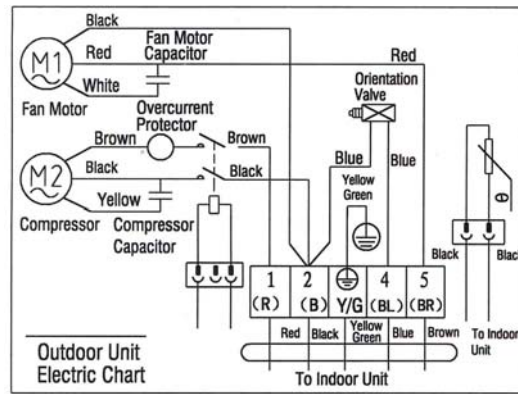 Black
M1
Red
Fan Motor
Capacitor
Red
White
Fan Motor
Orientation
Valve
Overcurrent
Protector
Brown
Brown
M2
Black
Black
Blue
Blue
Yellow
Green
Yellow
Compressor
Compressor
Capacitor
θ
Black
Black
1
2
4
5
(R)
(B)
Y/G
(BL)
(BR)
Red
Black
Yellow
Green
Blue
Brown
To Indoor
Unit
Outdoor Unit
Electric Chart
To Indoor Unit